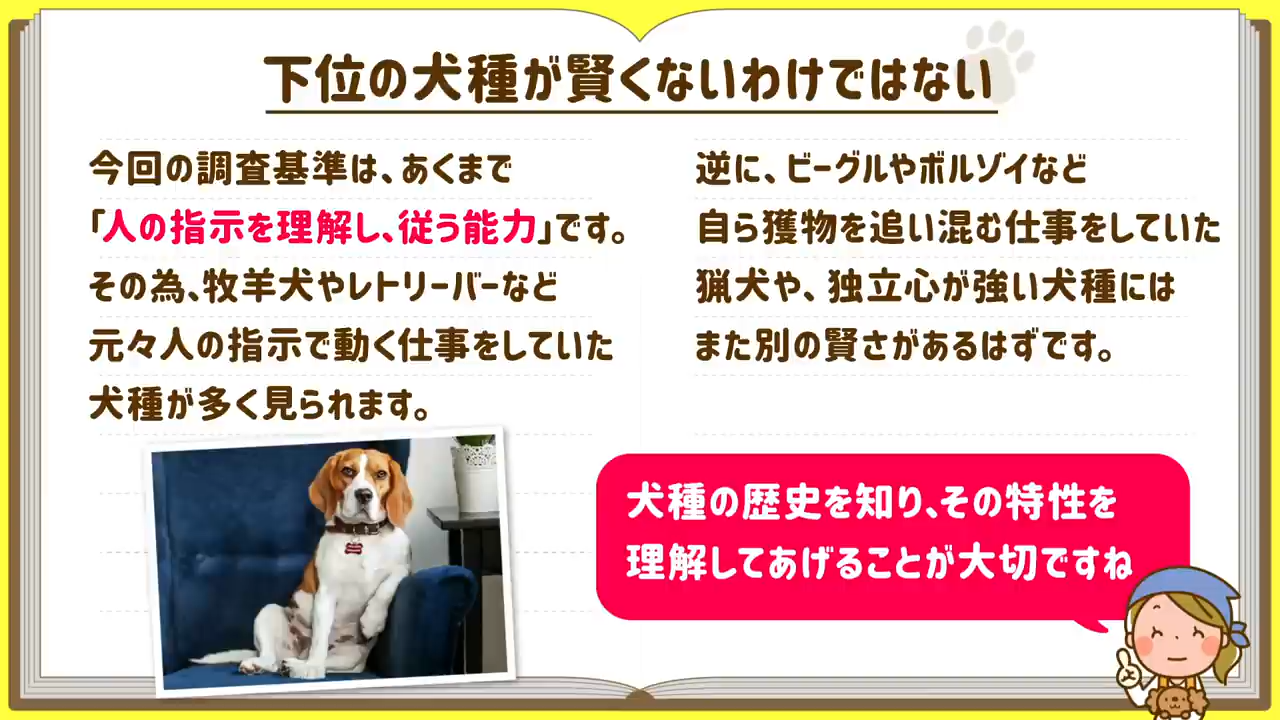 下位の犬種が賢くないわけではない
今回の調査基準は、あくまで
「人の指示を理解し、従う能力」です。
その為、牧羊犬やレトリーバーなど
元々人の指示で動く仕事をしていた
犬種が多く見られます。
逆に、ビーグルやボルゾイなど
自ら獲物を追い混む仕事をしていた
猟犬や、独立心が強い犬種には
また別の賢さがあるはずです。
犬種の歴史を知り、その特性を
理解してあげることが大切ですね